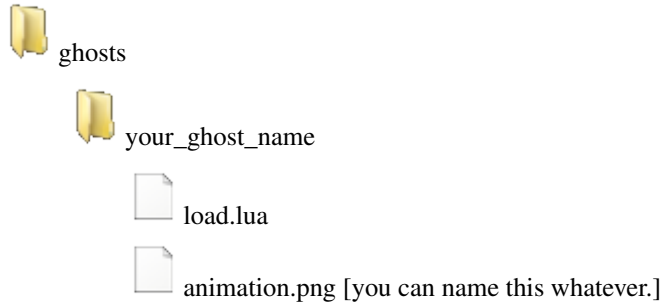 ghosts
your_ghost_name
load.lua
animation.png [you can name this whatever.]